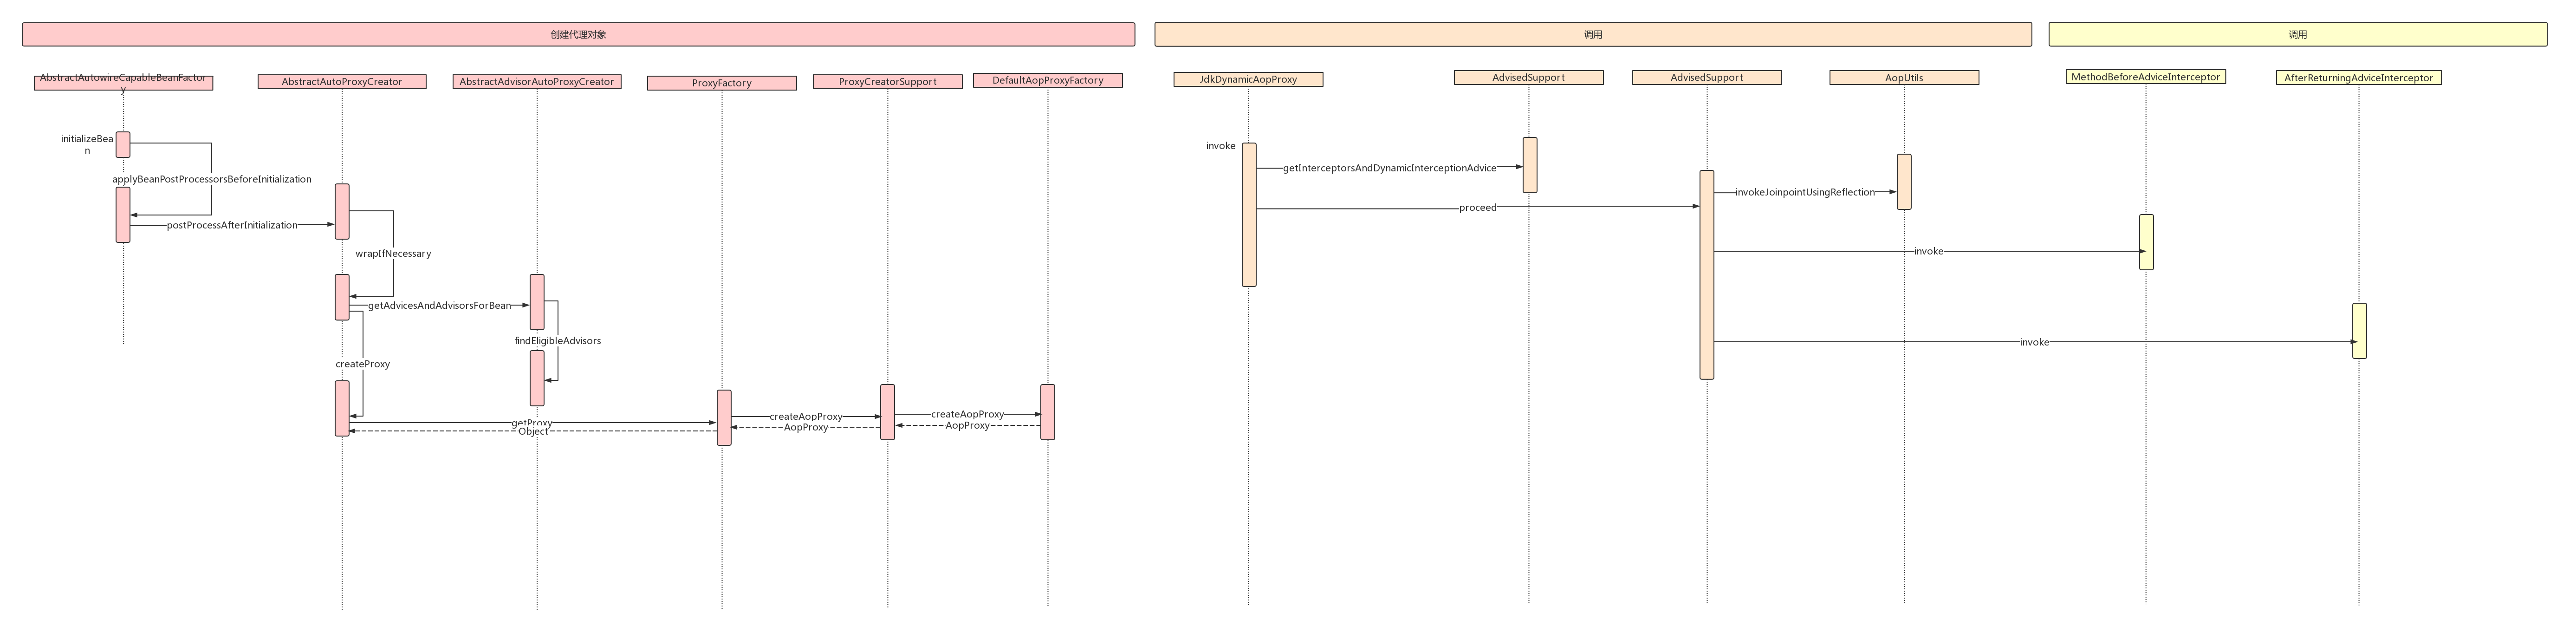 创建代理对象
调用
调用
AbstractAutowireCapableBeanFactor
y
AbstractAutoProxyCreator
AbstractAdvisorAutoProxyCreator
ProxyFactory
ProxyCreatorSupport
DefaultAopProxyFactory
JdkDynamicAopProxy
AdvisedSupport
AdvisedSupport
AopUtils
MethodBeforeAdviceInterceptor
AfterReturningAdviceInterceptor
initializeBea
n
applyBeanPostProcessorsBeforeInitialization
postProcessAfterInitialization
wrapIfNecessary
getAdvicesAndAdvisorsForBean
findEligibleAdvisors
createProxy
getProxy
Object
createAopProxy
AopProxy
createAopProxy
AopProxy
invoke
getInterceptorsAndDynamicInterceptionAdvice
proceed
invokeJoinpointUsingReflection
invoke
invoke